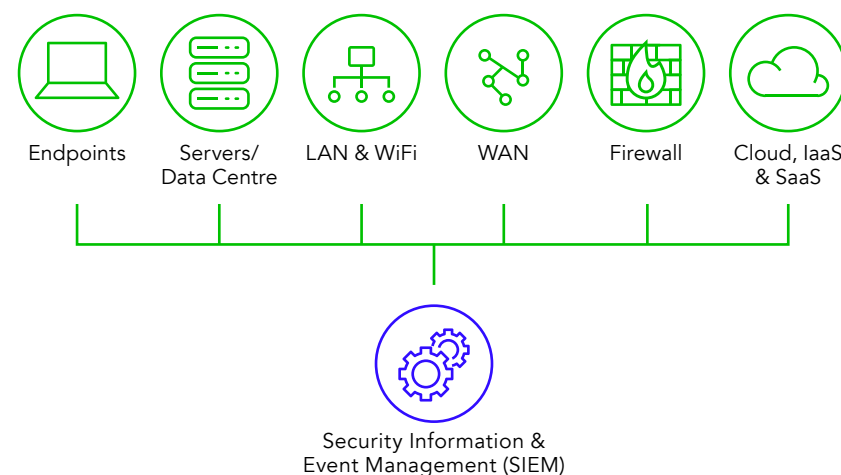 Endpoints
Servers/
Data Centre
LAN & WiFi
WAN
Firewall
Cloud, IaaS
& SaaS
Security Information &
Event Management (SIEM)